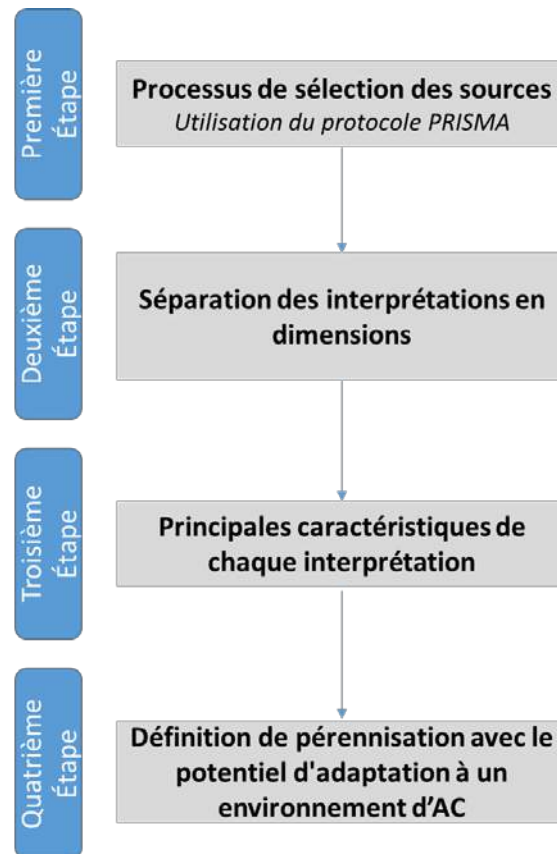 Première
Étape
Processus de sélection des sources
Utilisation du protocole PRISMA
Deuxième
Étape
Séparation des interprétations en
dimensions
Troisième
Étape
Principales caractéristiques de
chaque interprétation
Quatrième
Étape
Définition de pérennisation avec le
potentiel d'adaptation à un
environnement d’AC